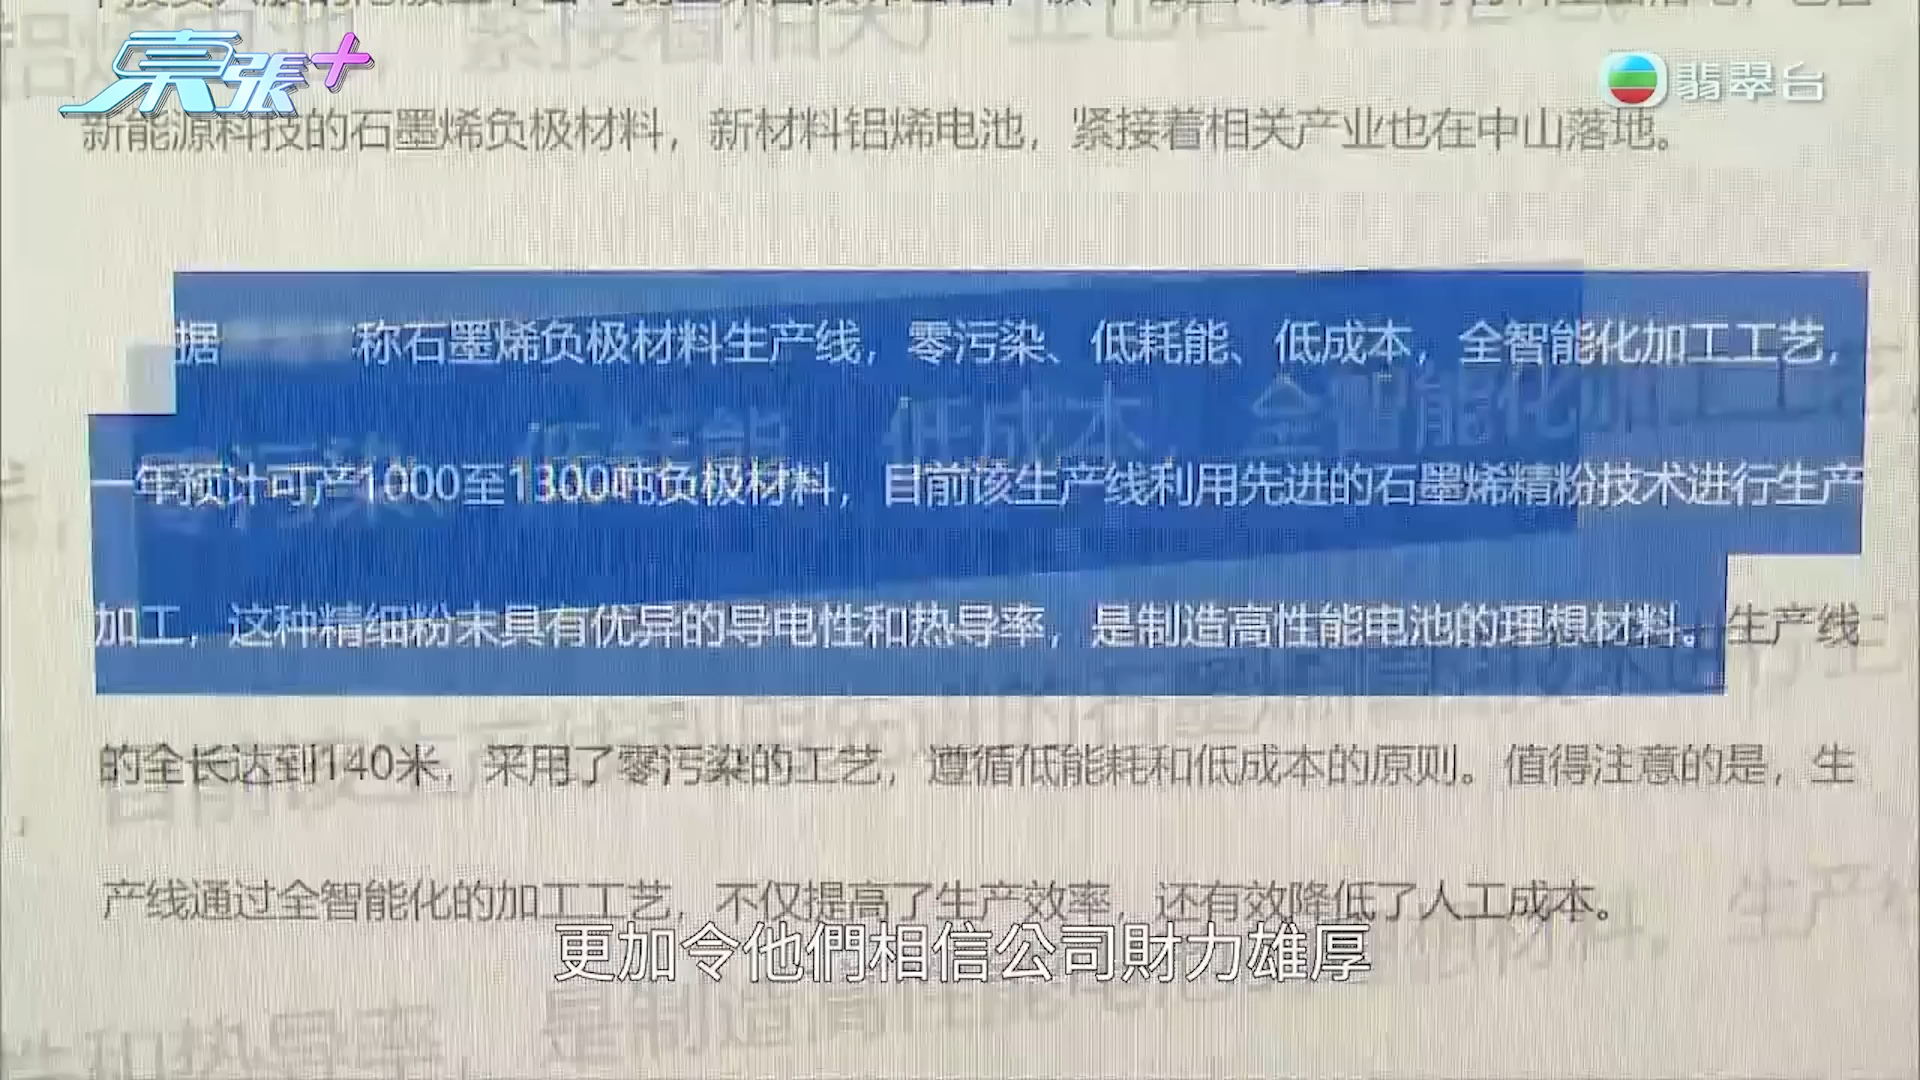 東張+
翡翠台
新能源科技的石墨烯负极材料，新材料铝烯电池，紧接着相关产业也在中山落地。
据 称石墨烯负极材料生产线，零污染、低耗能、低成本，全智能化加工工艺，
一年预计可产1000至1300吨负极材料，目前该生产线利用先进的石墨烯精粉技术进行生产
加工，这种精细粉末具有优异的导电性和热导率，是制造高性能电池的理想材料。生产线
的全长达到140米，采用了零污染的工艺，遵循低能耗和低成本的原则。值得注意的是，生
产线通过全智能化的加工工艺，不仅提高了生产效率，还有效降低了人工成本。
更加令他們相信公司財力雄厚